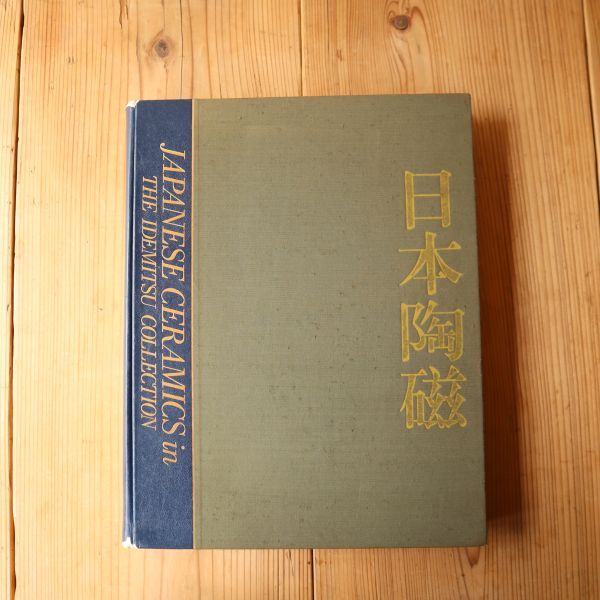 日本陶磁
JAPANESE CERAMICS in
THE IDEMITSU COLLECTION